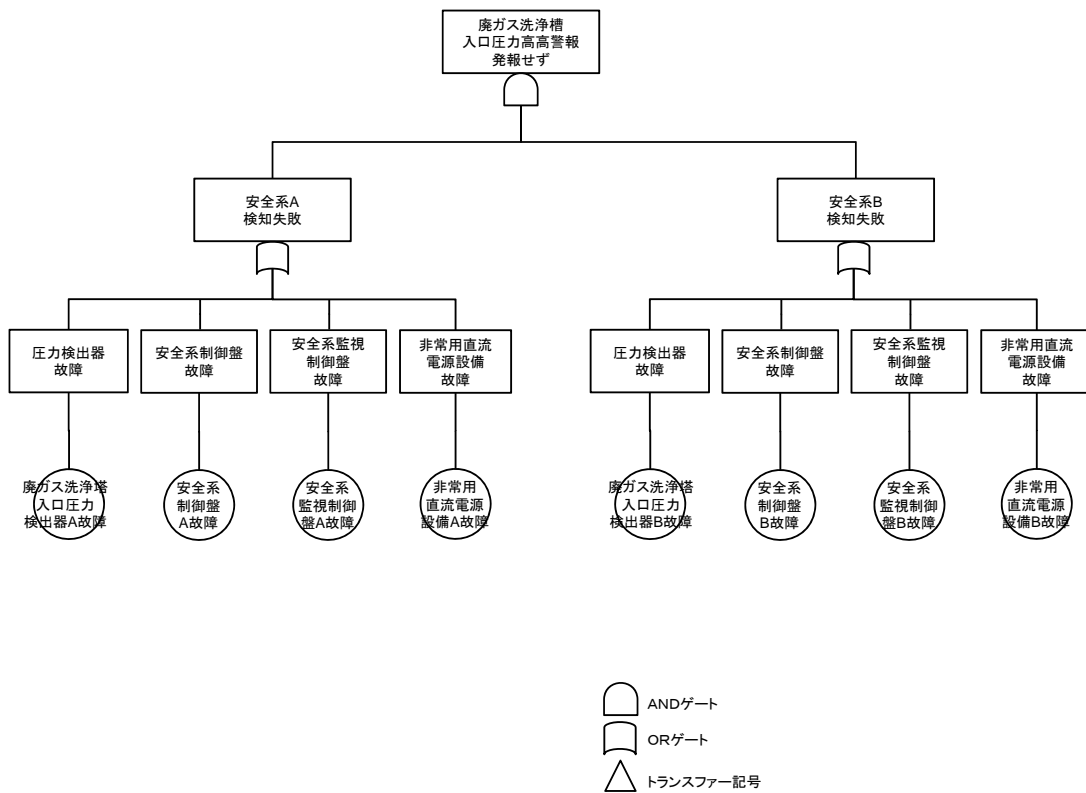 廃ガス洗浄槽
入口圧力高高警報
発報せず
安全系A
検知失敗
安全系B
検知失敗
圧力検出器
故障
安全系制御盤
故障
安全系監視
制御盤
故障
非常用直流
電源設備
故障
圧力検出器
故障
安全系制御盤
故障
安全系監視
制御盤
故障
非常用直流
電源設備
故障
廃ガス洗浄塔
入口圧力
検出器A故障
安全系
制御盤
A故障
安全系
監視制御
盤A故障
非常用
直流電源
設備A故障
廃ガス洗浄塔
入口圧力
検出器B故障
安全系
制御盤
B故障
安全系
監視制御
盤B故障
非常用
直流電源
設備B故障
ANDゲート
ORゲート
トランスファー記号